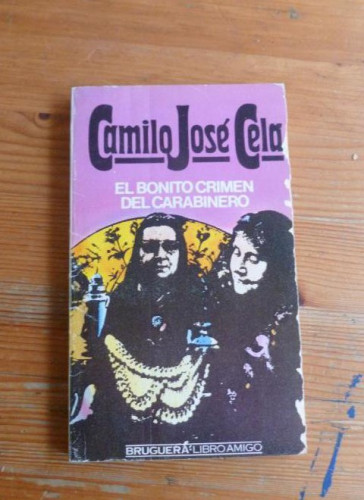 Camilo José Cela
EL BONITO CRIMEN
DEL CARABINERO
BRUGUERA-LIBRO AMIGO